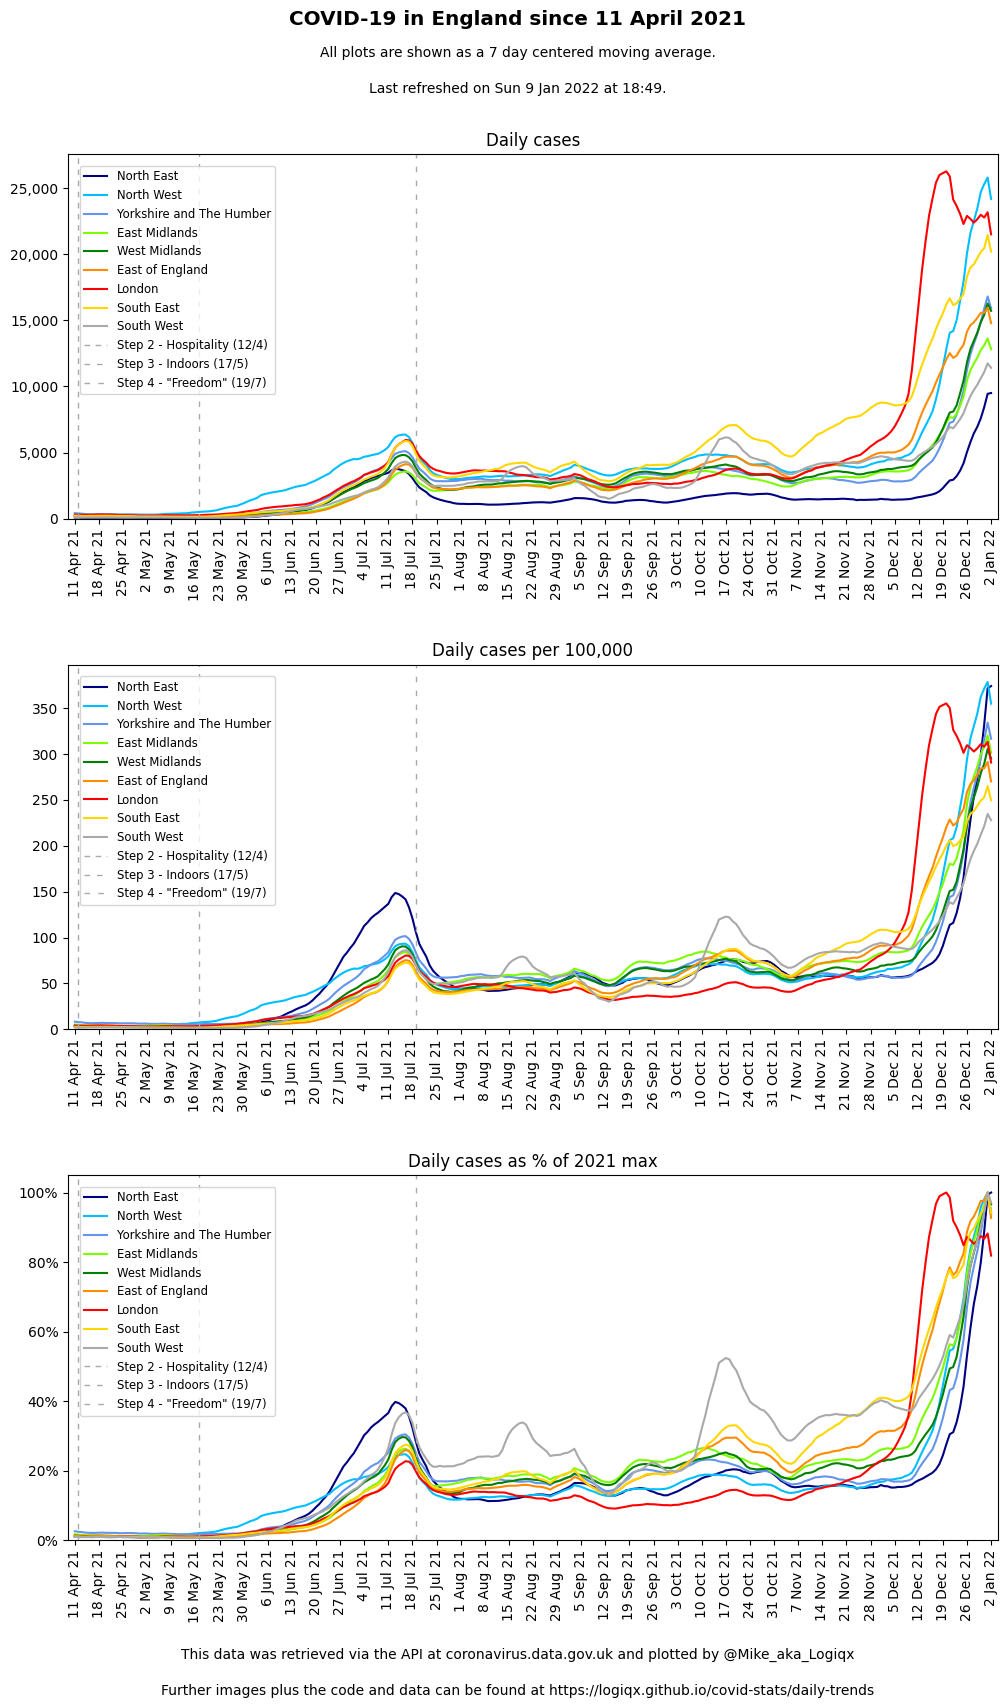 COVID-19 in England since 11 April 2021
All plots are shown as a 7 day centered moving average.
Last refreshed on Sun 9 Jan 2022 at 18:49.
Daily cases
25,000
20,000
15,000
10,000
5,000
0
North East
North West
Yorkshire and The Humber
East Midlands
West Midlands
East of England
London
South East
South West
Step 2 - Hospitality (12/4)
Step 3 - Indoors (17/5)
Step 4 - "Freedom" (19/7)
11 Apr 21
18 Apr 21
25 Apr 21
2 May 21
9 May 21
16 May 21
23 May 21
30 May 21
6 Jun 21
13 Jun 21
20 Jun 21
27 Jun 21
4 Jul 21
11 Jul 21
18 Jul 21
25 Jul 21
1 Aug 21
8 Aug 21
15 Aug 21
22 Aug 21
29 Aug 21
5 Sep 21
12 Sep 21
19 Sep 21
26 Sep 21
3 Oct 21
10 Oct 21
17 Oct 21
24 Oct 21
31 Oct 21
7 Nov 21
14 Nov 21
21 Nov 21
28 Nov 21
5 Dec 21
12 Dec 21
19 Dec 21
26 Dec 21
2 Jan 22
Daily cases per 100,000
350
300
250
200
150
100
50
0
North East
North West
Yorkshire and The Humber
East Midlands
West Midlands
East of England
London
South East
South West
Step 2 - Hospitality (12/4)
Step 3 - Indoors (17/5)
Step 4 - "Freedom" (19/7)
11 Apr 21
18 Apr 21
25 Apr 21
2 May 21
9 May 21
16 May 21
23 May 21
30 May 21
6 Jun 21
13 Jun 21
20 Jun 21
27 Jun 21
4 Jul 21
11 Jul 21
18 Jul 21
25 Jul 21
1 Aug 21
8 Aug 21
15 Aug 21
22 Aug 21
29 Aug 21
5 Sep 21
12 Sep 21
19 Sep 21
26 Sep 21
3 Oct 21
10 Oct 21
17 Oct 21
24 Oct 21
31 Oct 21
7 Nov 21
14 Nov 21
21 Nov 21
28 Nov 21
5 Dec 21
12 Dec 21
19 Dec 21
26 Dec 21
2 Jan 22
Daily cases as % of 2021 max
100%
80%
60%
40%
20%
0%
North East
North West
Yorkshire and The Humber
East Midlands
West Midlands
East of England
London
South East
South West
Step 2 - Hospitality (12/4)
Step 3 - Indoors (17/5)
Step 4 - "Freedom" (19/7)
11 Apr 21
18 Apr 21
25 Apr 21
2 May 21
9 May 21
16 May 21
23 May 21
30 May 21
6 Jun 21
13 Jun 21
20 Jun 21
27 Jun 21
4 Jul 21
11 Jul 21
18 Jul 21
25 Jul 21
1 Aug 21
8 Aug 21
15 Aug 21
22 Aug 21
29 Aug 21
5 Sep 21
12 Sep 21
19 Sep 21
26 Sep 21
3 Oct 21
10 Oct 21
17 Oct 21
24 Oct 21
31 Oct 21
7 Nov 21
14 Nov 21
21 Nov 21
28 Nov 21
5 Dec 21
12 Dec 21
19 Dec 21
26 Dec 21
2 Jan 22
This data was retrieved via the API at coronavirus.data.gov.uk and plotted by @Mike_aka_Logiqx
Further images plus the code and data can be found at https://logiqx.github.io/covid-stats/daily-trends